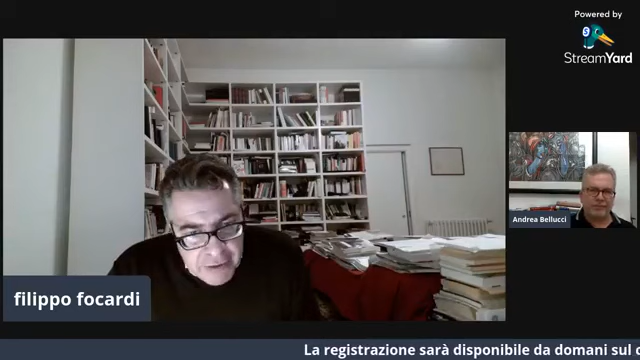 Powered by
StreamYard
Andrea Bellucci
filippo focardi
La registrazione sarà disponibile da domani sul